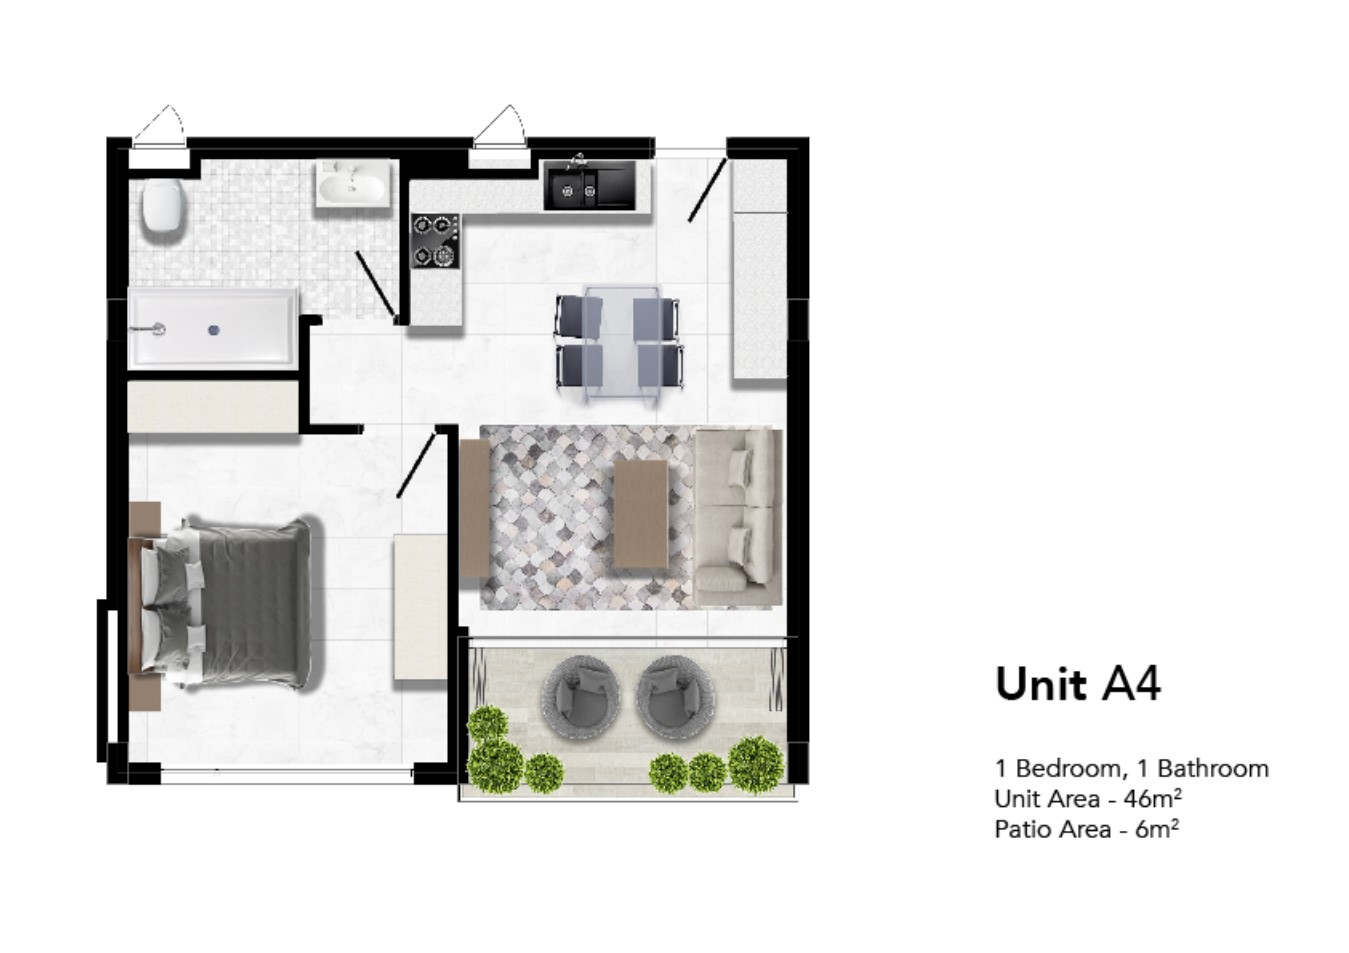 Unit A4
1 Bedroom, 1 Bathroom
Unit Area - 46m²
Patio Area - 6m²